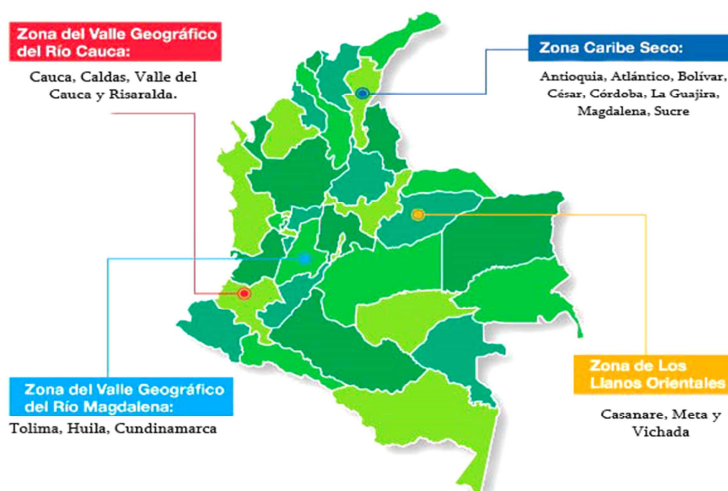 Zona del Valle Geográfico
del Río Cauca:
Cauca, Caldas, Valle del
Cauca y Risaralda.
Zona Caribe Seco:
Antioquia, Atlántico, Bolívar,
César, Córdoba, La Guajira,
Magdalena, Sucre
Zona del Valle Geográfico
del Río Magdalena:
Tolima, Huila, Cundinamarca
Zona de Los
Llanos Orientales
Casanare, Meta y
Vichada